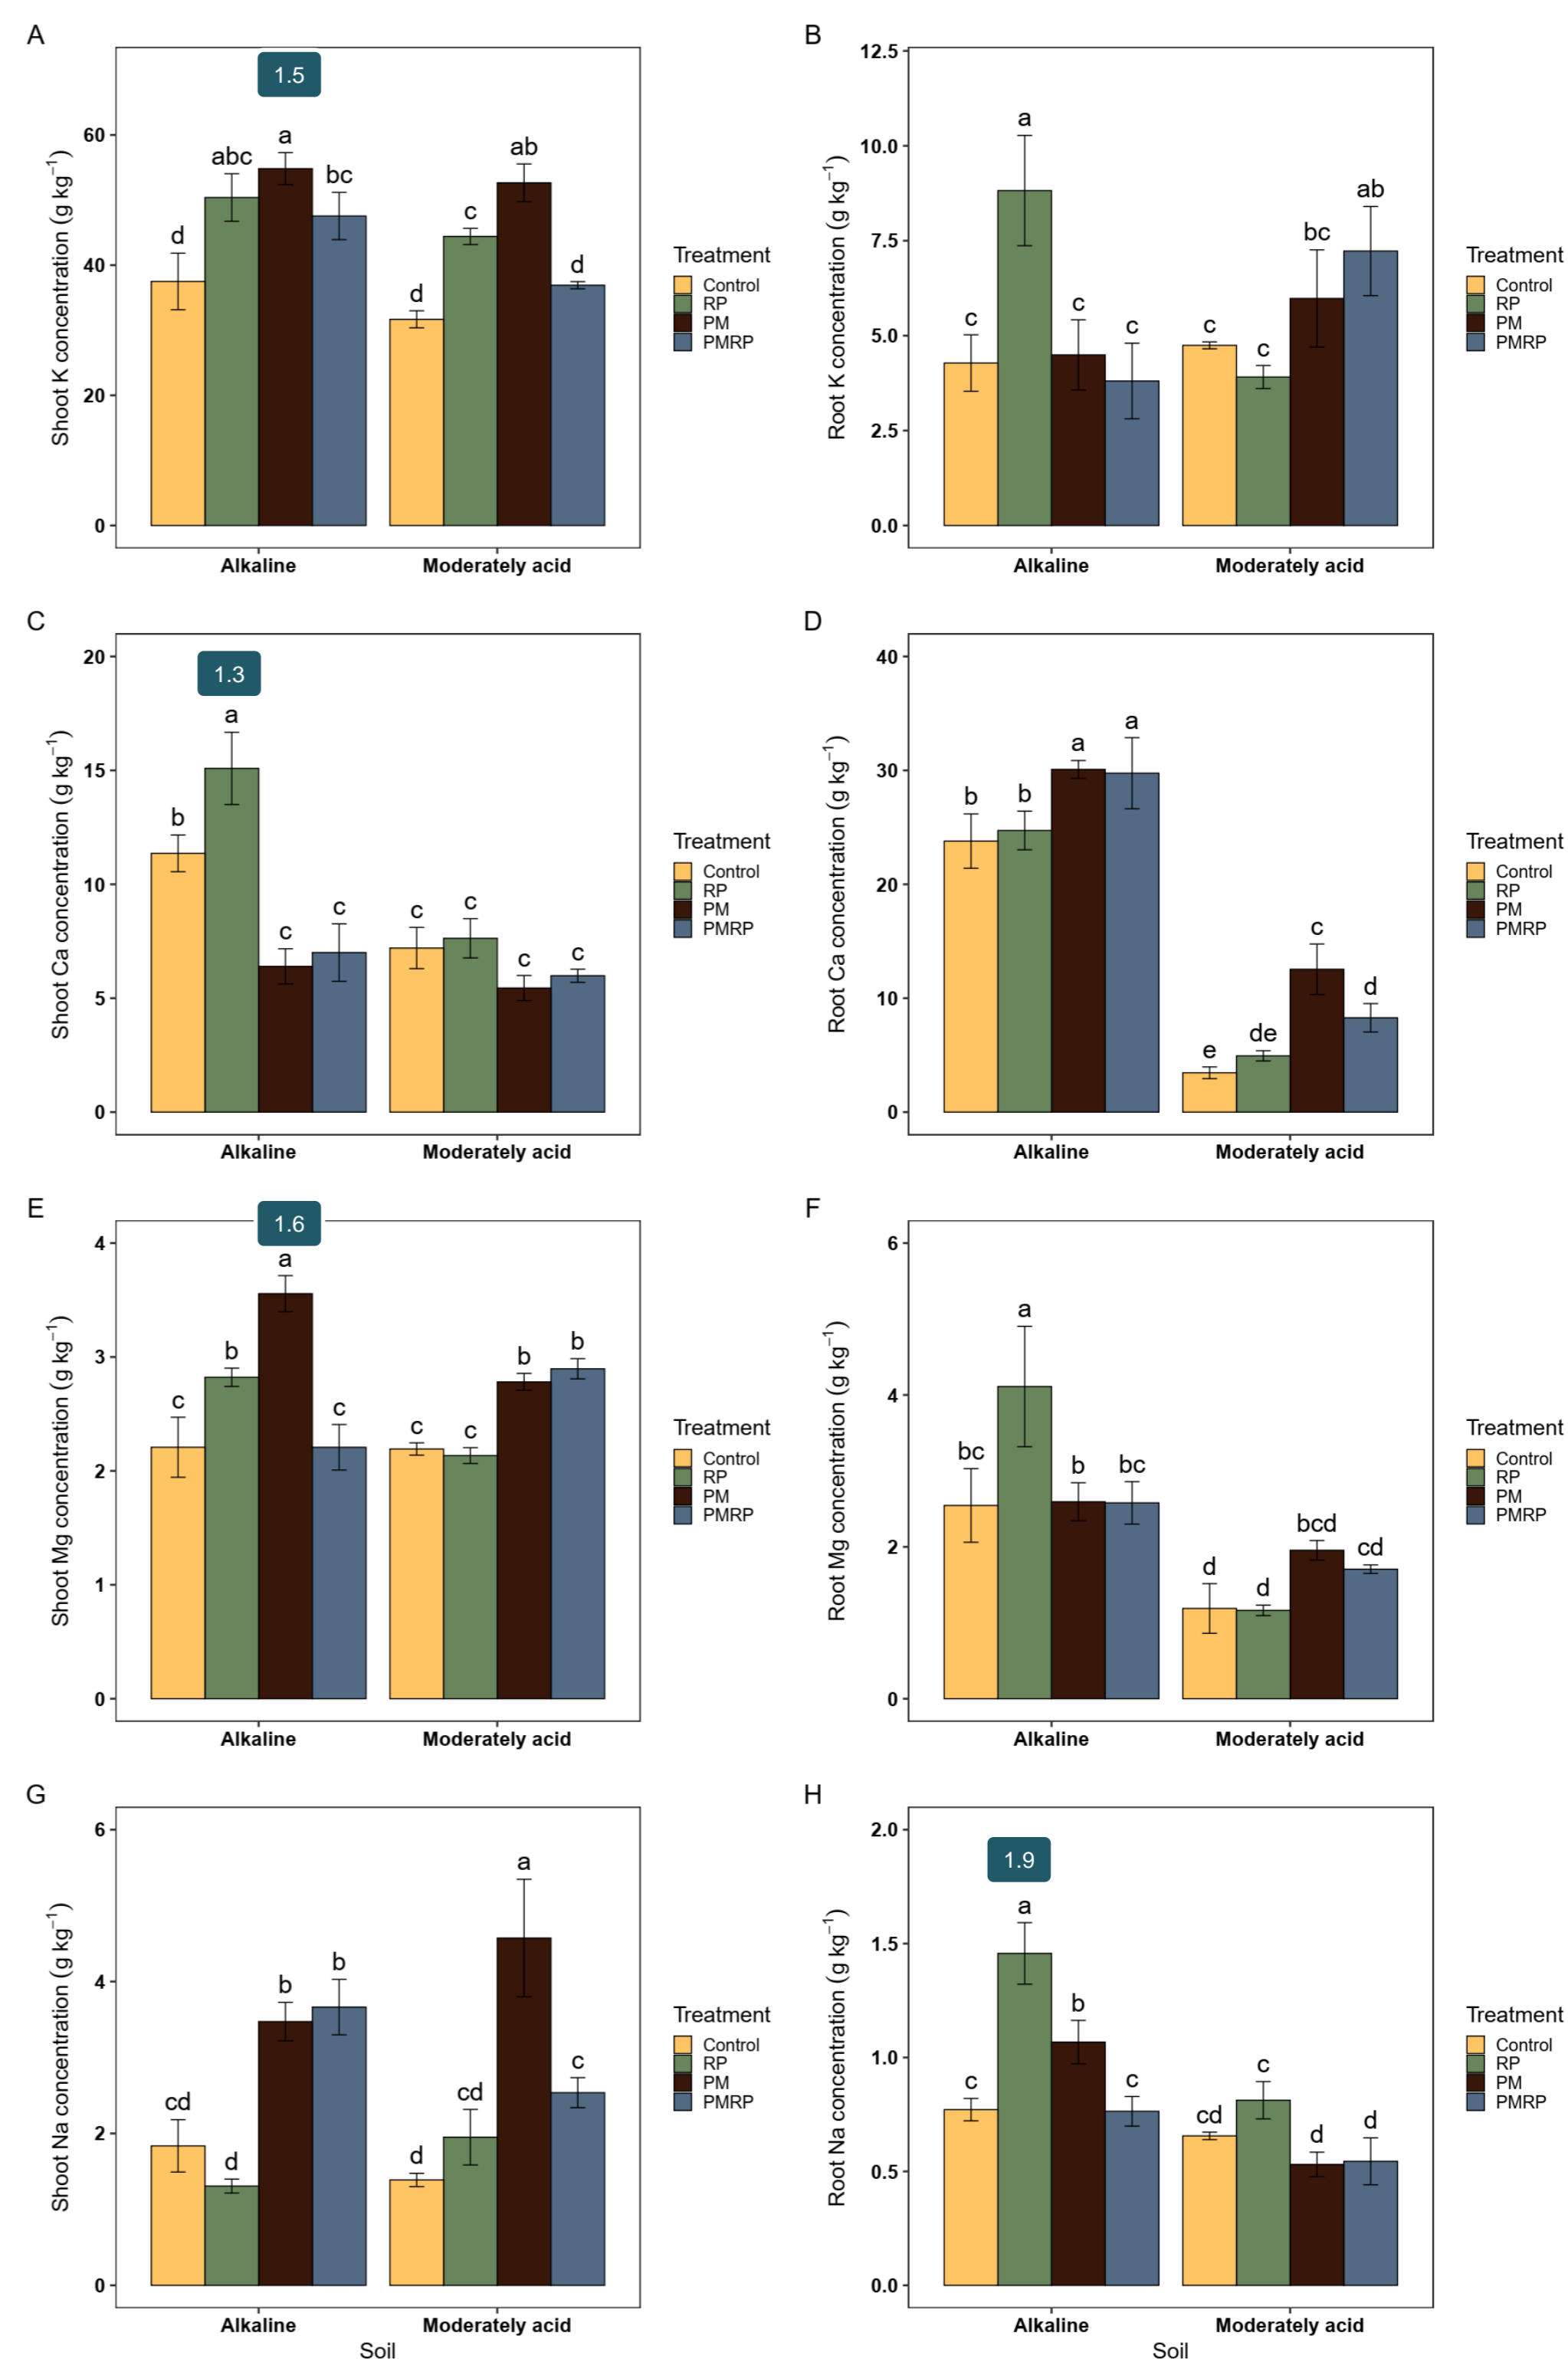 A
1.5
Shoot K concentration (g kg⁻¹)
60
40
20
0
d
abc
a
bc
d
c
ab
d
Alkaline
Moderately acid
Treatment
Control
RP
PM
PMRP
B
Root K concentration (g kg⁻¹)
12.5
10.0
7.5
5.0
2.5
0.0
c
a
c
c
c
c
bc
ab
Alkaline
Moderately acid
Treatment
Control
RP
PM
PMRP
C
1.3
Shoot Ca concentration (g kg⁻¹)
20
15
10
5
0
b
a
c
c
c
c
c
c
Alkaline
Moderately acid
Treatment
Control
RP
PM
PMRP
D
Root Ca concentration (g kg⁻¹)
40
30
20
10
0
b
b
a
a
e
de
c
d
Alkaline
Moderately acid
Treatment
Control
RP
PM
PMRP
E
1.6
Shoot Mg concentration (g kg⁻¹)
4
3
2
1
0
c
b
a
c
c
c
b
b
Alkaline
Moderately acid
Treatment
Control
RP
PM
PMRP
F
Root Mg concentration (g kg⁻¹)
6
4
2
0
bc
a
b
bc
d
d
bcd
cd
Alkaline
Moderately acid
Treatment
Control
RP
PM
PMRP
G
Shoot Na concentration (g kg⁻¹)
6
4
2
0
cd
d
b
b
d
cd
a
c
Alkaline
Moderately acid
Soil
Treatment
Control
RP
PM
PMRP
H
1.9
Root Na concentration (g kg⁻¹)
2.0
1.5
1.0
0.5
0.0
c
a
b
c
cd
c
d
d
Alkaline
Moderately acid
Soil
Treatment
Control
RP
PM
PMRP